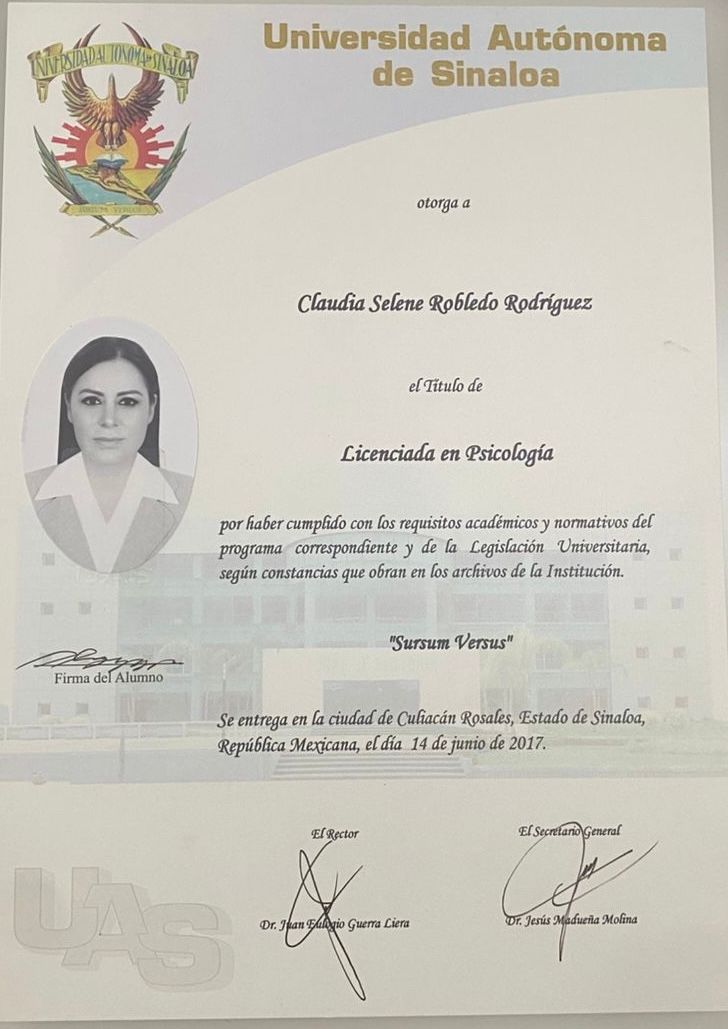 UNIVERSIDAD AUTONOMA DE SINALOA
Universidad Autónoma
de Sinaloa
otorga a
Claudia Selene Robledo Rodríguez
el Título de
Licenciada en Psicología
por haber cumplido con los requisitos académicos y normativos del
programa correspondiente y de la Legislación Universitaria,
según constancias que obran en los archivos de la Institución.
"Sursum Versus"
Firma del Alumno
Se entrega en la ciudad de Culiacán Rosales, Estado de Sinaloa,
República Mexicana, el día 14 de junio de 2017.
El Rector
El Secretario General
Dr. Juan Eulogio Guerra Liera
Dr. Jesús Madueña Molina
UAS